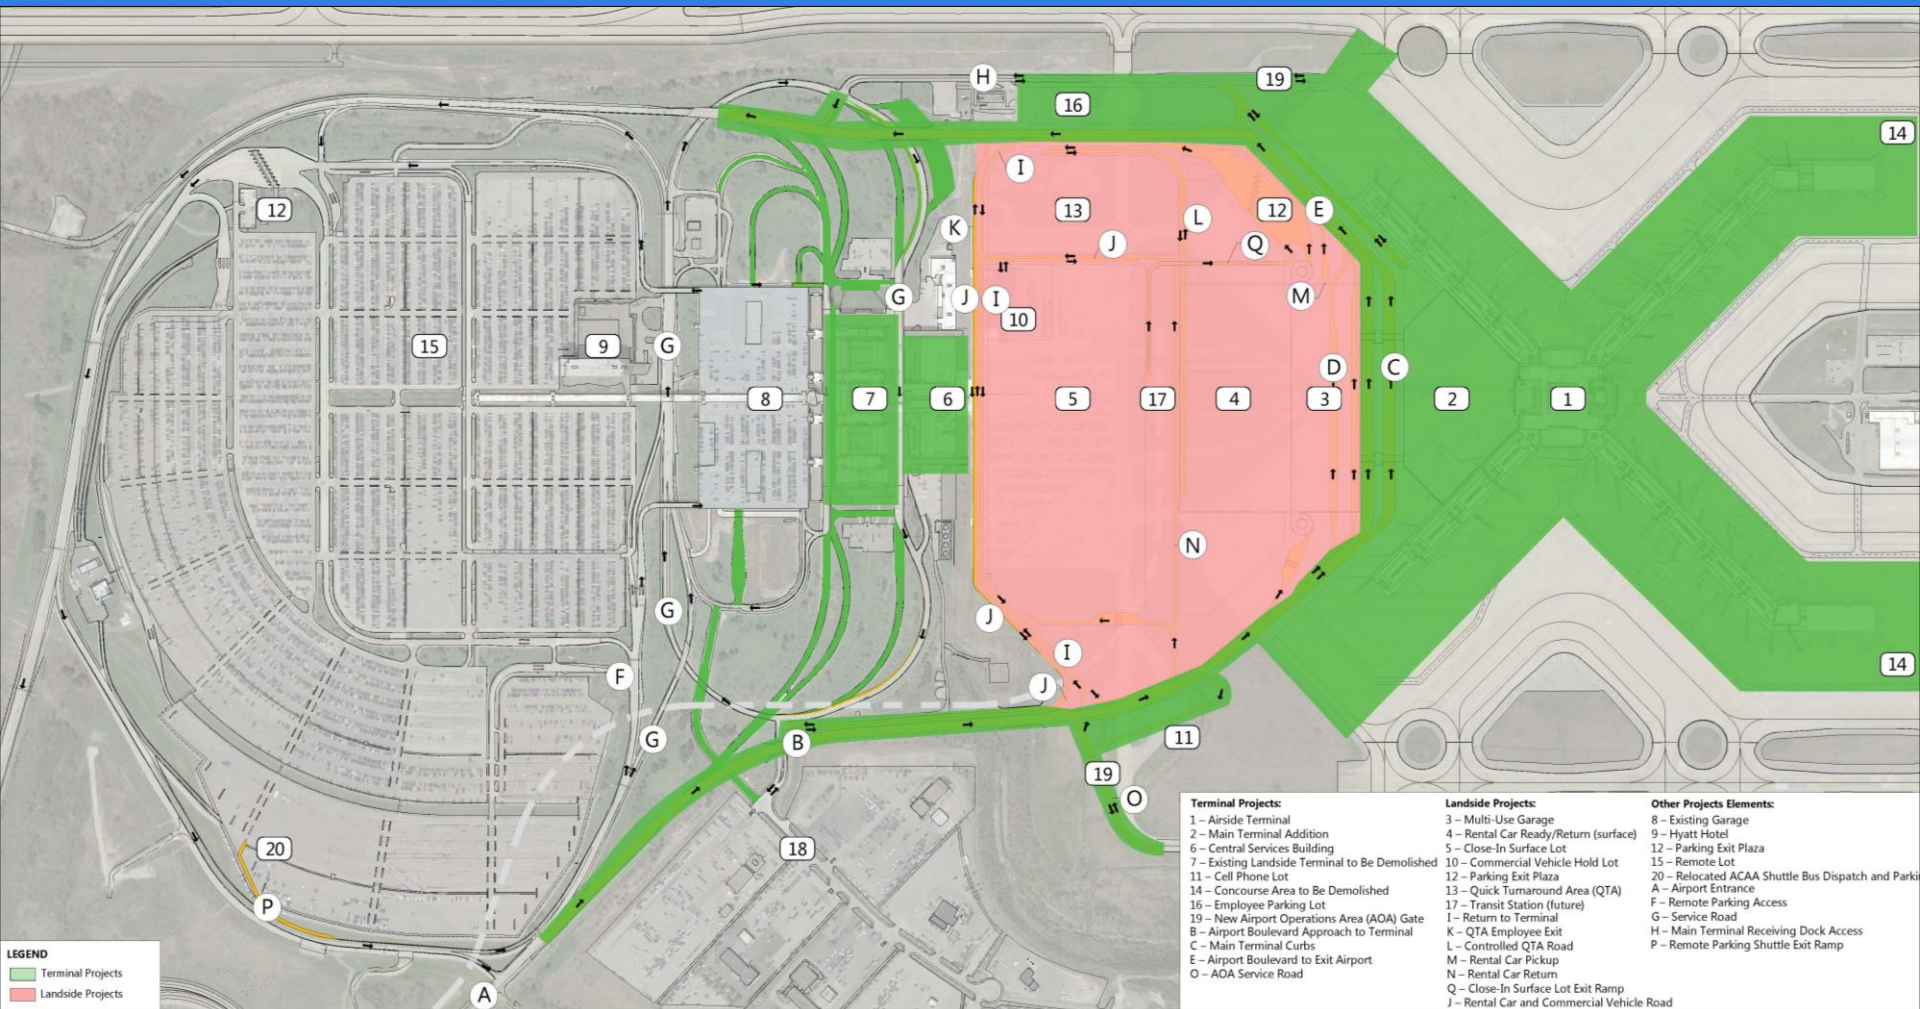 H
19
16
14
I
K
13
L
12
E
12
J
Q
G
J
I
M
10
15
9
G
D
C
8
7
6
5
17
4
3
2
1
N
G
J
I
F
J
14
G
B
11
19
O
20
18
P
A
LEGEND
Terminal Projects
Landside Projects
Terminal Projects:
1 – Airside Terminal
2 – Main Terminal Addition
6 – Central Services Building
7 – Existing Landside Terminal to Be Demolished
11 – Cell Phone Lot
14 – Concourse Area to Be Demolished
16 – Employee Parking Lot
19 – New Airport Operations Area (AOA) Gate
B – Airport Boulevard Approach to Terminal
C – Main Terminal Curbs
E – Airport Boulevard to Exit Airport
O – AOA Service Road
Landside Projects:
3 – Multi-Use Garage
4 – Rental Car Ready/Return (surface)
5 – Close-In Surface Lot
10 – Commercial Vehicle Hold Lot
12 – Parking Exit Plaza
13 – Quick Turnaround Area (QTA)
17 – Transit Station (future)
I – Return to Terminal
K – QTA Employee Exit
L – Controlled QTA Road
M – Rental Car Pickup
N – Rental Car Return
Q – Close-In Surface Lot Exit Ramp
J – Rental Car and Commercial Vehicle Road
Other Projects Elements:
8 – Existing Garage
9 – Hyatt Hotel
12 – Parking Exit Plaza
15 – Remote Lot
20 – Relocated ACAA Shuttle Bus Dispatch and Parki
A – Airport Entrance
F – Remote Parking Access
G – Service Road
H – Main Terminal Receiving Dock Access
P – Remote Parking Shuttle Exit Ramp